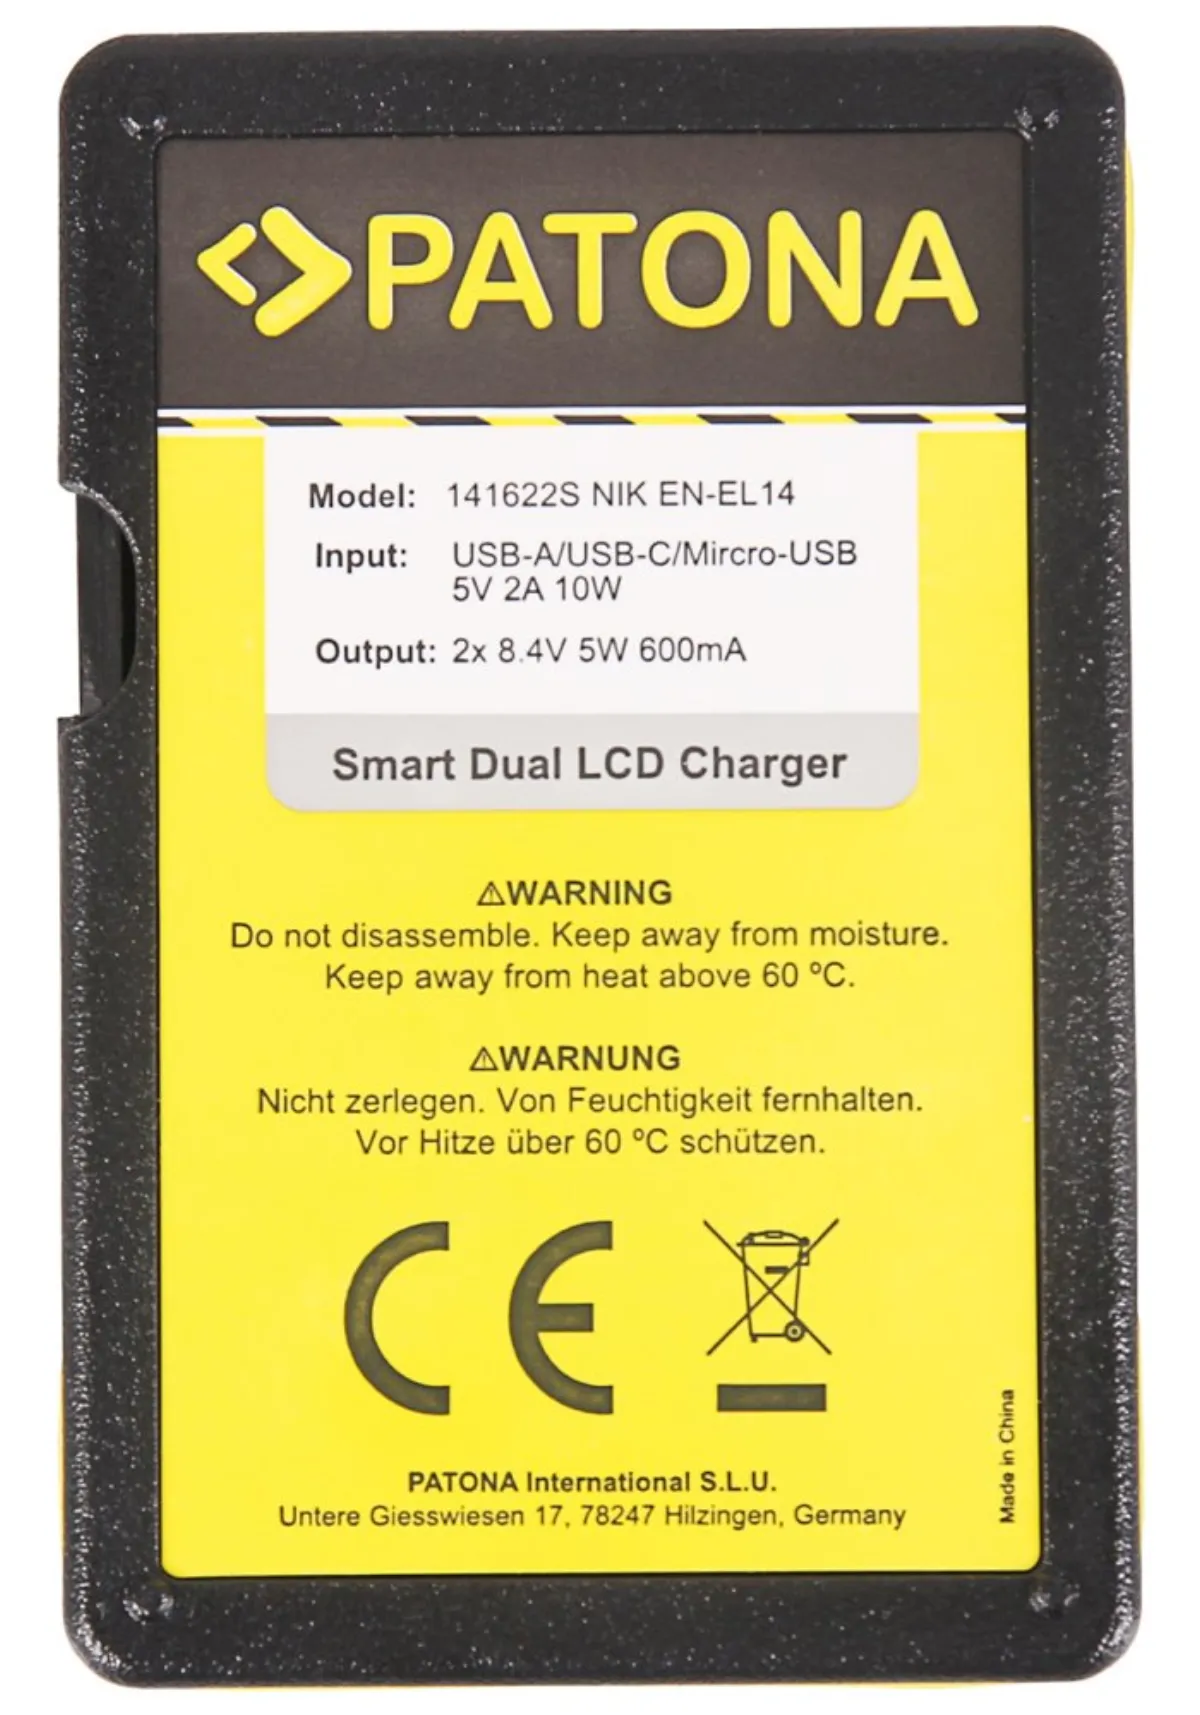 PATONA
Model: 141622S NIK EN-EL14
Input: USB-A/USB-C/Mircro-USB
5V 2A 10W
Output: 2x 8.4V 5W 600mA
Smart Dual LCD Charger
⚠WARNING
Do not disassemble. Keep away from moisture.
Keep away from heat above 60 ºC.
⚠WARNUNG
Nicht zerlegen. Von Feuchtigkeit fernhalten.
Vor Hitze über 60 ºC schützen.
CE
PATONA International S.L.U.
Untere Giesswiesen 17, 78247 Hilzingen, Germany
Made in China